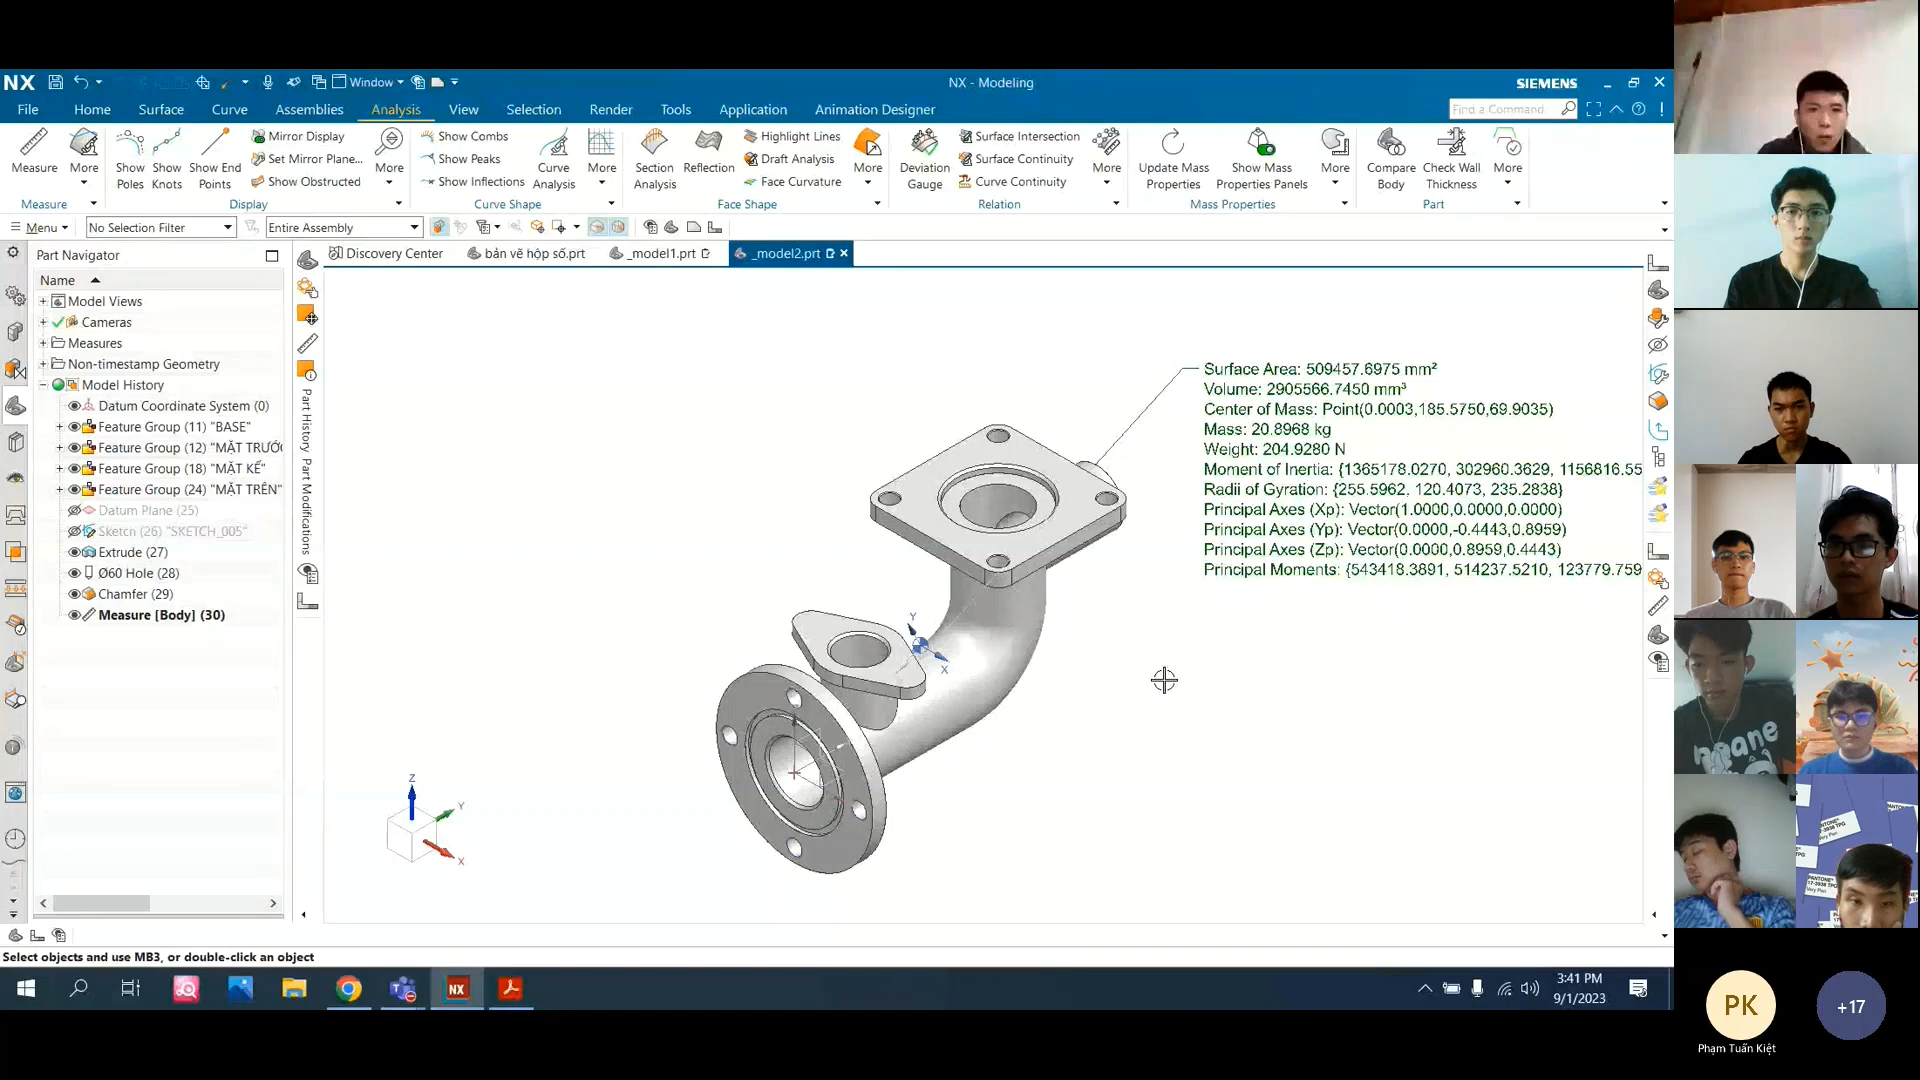 NX Window NX - Modeling SIEMENS
File Home Surface Curve Assemblies Analysis View Selection Render Tools Application Animation Designer Find a Command
Measure
More
Show Poles
Show Knots
Show End Points
Mirror Display
Set Mirror Plane...
Show Obstructed
More
Show Combs
Show Peaks
Show Inflections
Curve Analysis
More
Section Analysis
Reflection
Highlight Lines
Draft Analysis
Face Curvature
More
Deviation Gauge
Surface Intersection
Surface Continuity
Curve Continuity
More
Update Mass Properties
Show Mass Properties Panels
More
Compare Body
Check Wall Thickness
More
Measure Display Curve Shape Face Shape Relation Mass Properties Part
Menu No Selection Filter Entire Assembly
Part Navigator
Discovery Center bản vẽ hộp số.prt _model1.prt _model2.prt
Name
Model Views
Cameras
Measures
Non-timestamp Geometry
Model History
Datum Coordinate System (0)
Feature Group (11) "BASE"
Feature Group (12) "MẶT TRƯỚC
Feature Group (18) "MẶT KẾ"
Feature Group (24) "MẶT TRÊN"
Datum Plane (25)
Sketch (26) "SKETCH_005"
Extrude (27)
Ø60 Hole (28)
Chamfer (29)
Measure [Body] (30)
Part History
Part Modifications
Surface Area: 509457.6975 mm²
Volume: 2905566.7450 mm³
Center of Mass: Point(0.0003,185.5750,69.9035)
Mass: 20.8968 kg
Weight: 204.9280 N
Moment of Inertia: {1365178.0270, 302960.3629, 1156816.55
Radii of Gyration: {255.5962, 120.4073, 235.2838}
Principal Axes (Xp): Vector(1.0000,0.0000,0.0000)
Principal Axes (Yp): Vector(0.0000,-0.4443,0.8959)
Principal Axes (Zp): Vector(0.0000,0.8959,0.4443)
Principal Moments: {543418.3891, 514237.5210, 123779.759
Y
X
Z
Y
X
Select objects and use MB3, or double-click an object
NX
3:41 PM
9/1/2023
PANTONE®
17-3938 TPG
Very Peri
PK
Phạm Tuấn Kiệt
+17